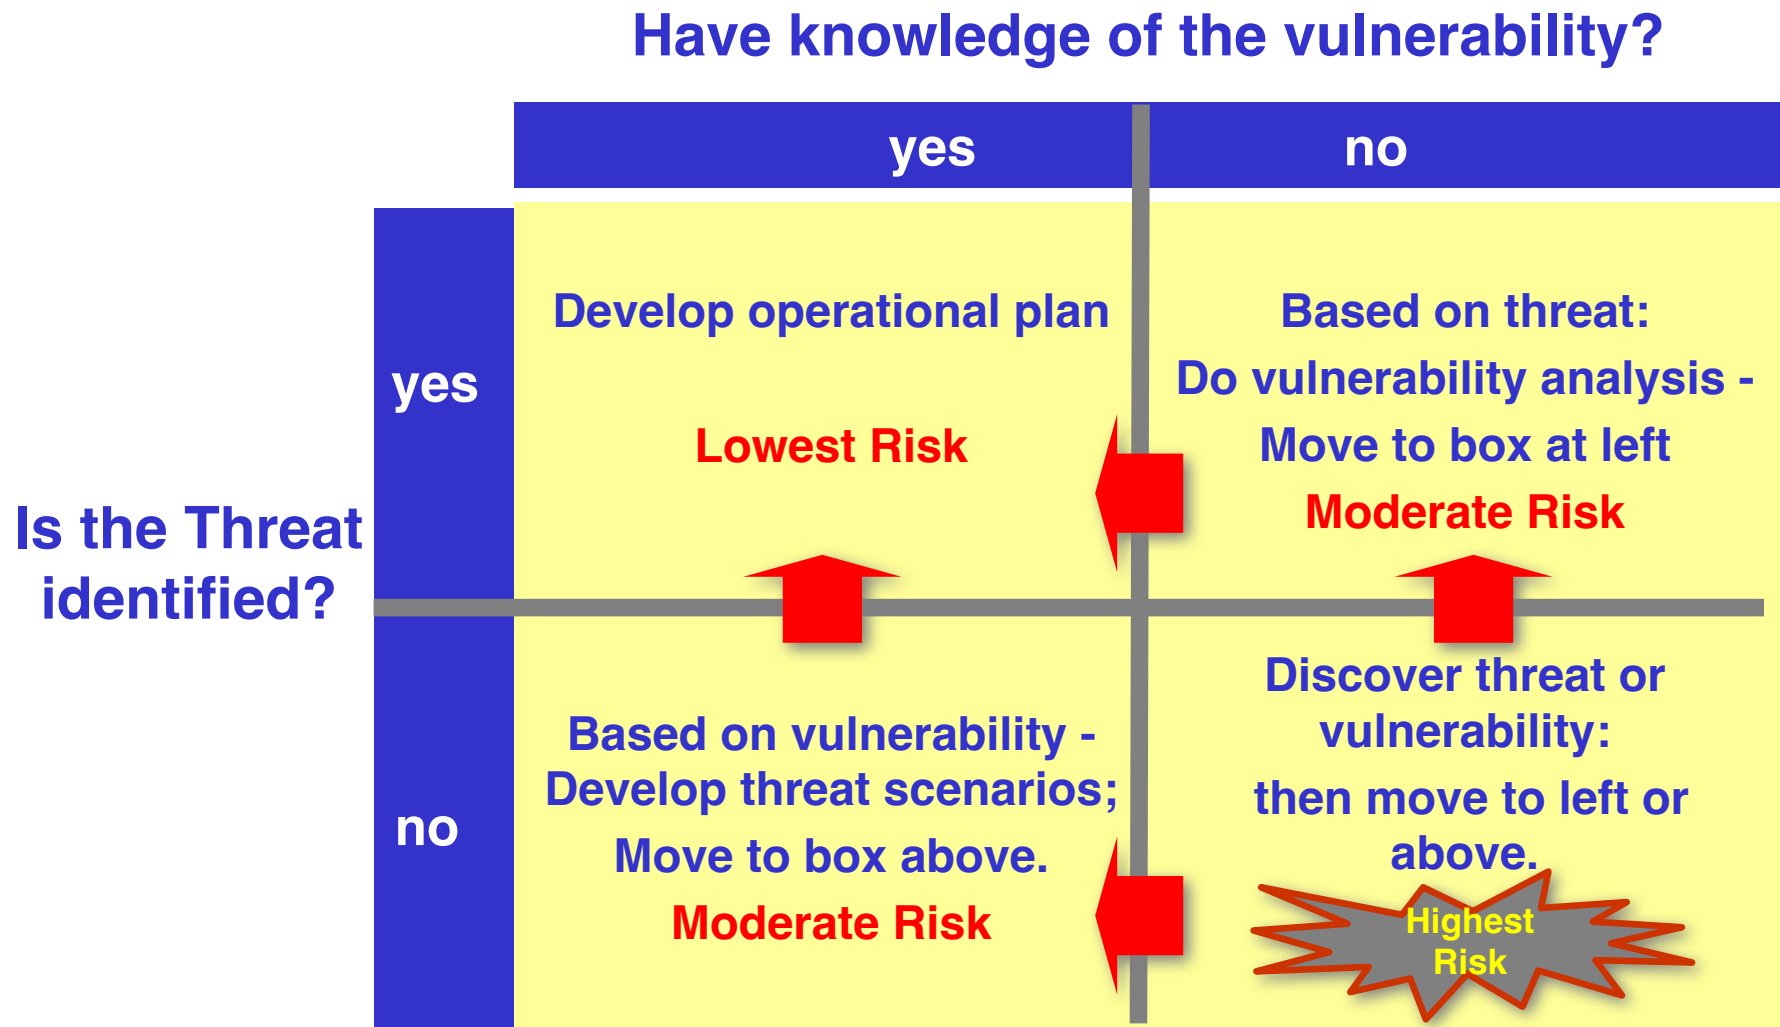 Have knowledge of the vulnerability?
yes
no
Is the Threat
identified?
yes
Develop operational plan
Lowest Risk
Based on threat:
Do vulnerability analysis -
Move to box at left
Moderate Risk
no
Based on vulnerability -
Develop threat scenarios;
Move to box above.
Moderate Risk
Discover threat or
vulnerability:
then move to left or
above.
Highest
Risk